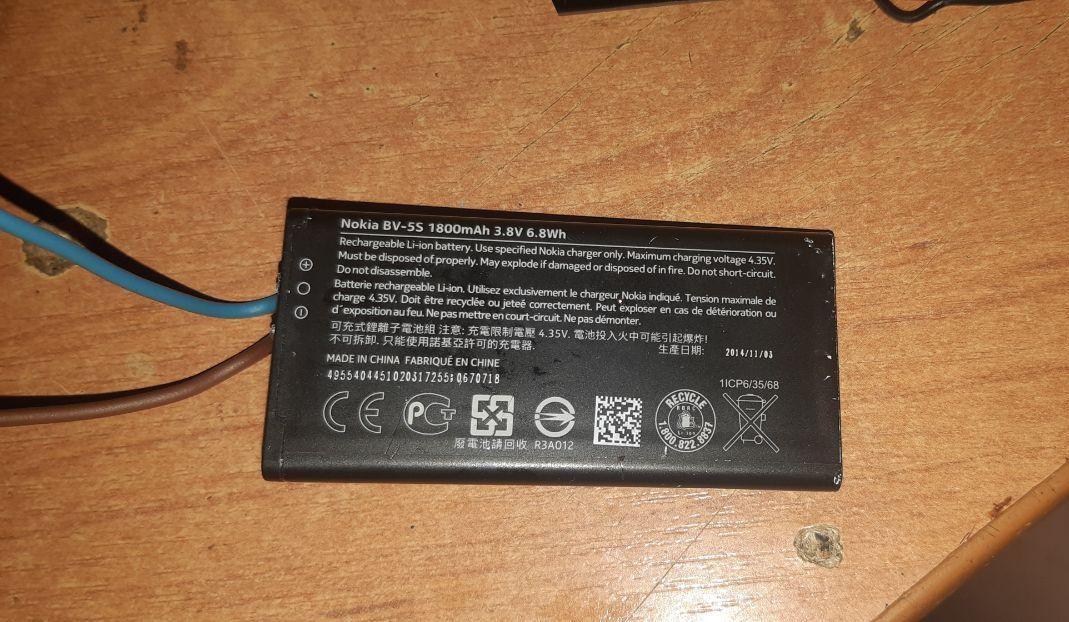 Nokia BV-5S 1800mAh 3.8V 6.8Wh
Rechargeable Li-ion battery. Use specified Nokia charger only. Maximum charging voltage 4.35V.
Must be disposed of properly. May explode if damaged or disposed of in fire. Do not short-circuit.
Do not disassemble.
Batterie rechargeable Li-ion. Utilisez exclusivement le chargeur Nokia indiqué. Tension maximale de
charge 4.35V. Doit être recyclée ou jeteé correctement. Peut exploser en cas de détérioration ou
d´exposition au feu. Ne pas mettre en court-circuit. Ne pas démonter.
可充式鋰離子電池組 注意: 充電限制電壓 4.35V. 電池投入火中可能引起爆炸!
不可拆卸. 只能使用諾基亞許可的充電器.
生產日期: 2014/11/03
MADE IN CHINA FABRIQUÉ EN CHINE
4955404451020317255;0670718
1ICP6/35/68
CE
PCT
廢電池請回收 R3A012
RECYCLE
RBRC
Li-ion
1.800.822.8837